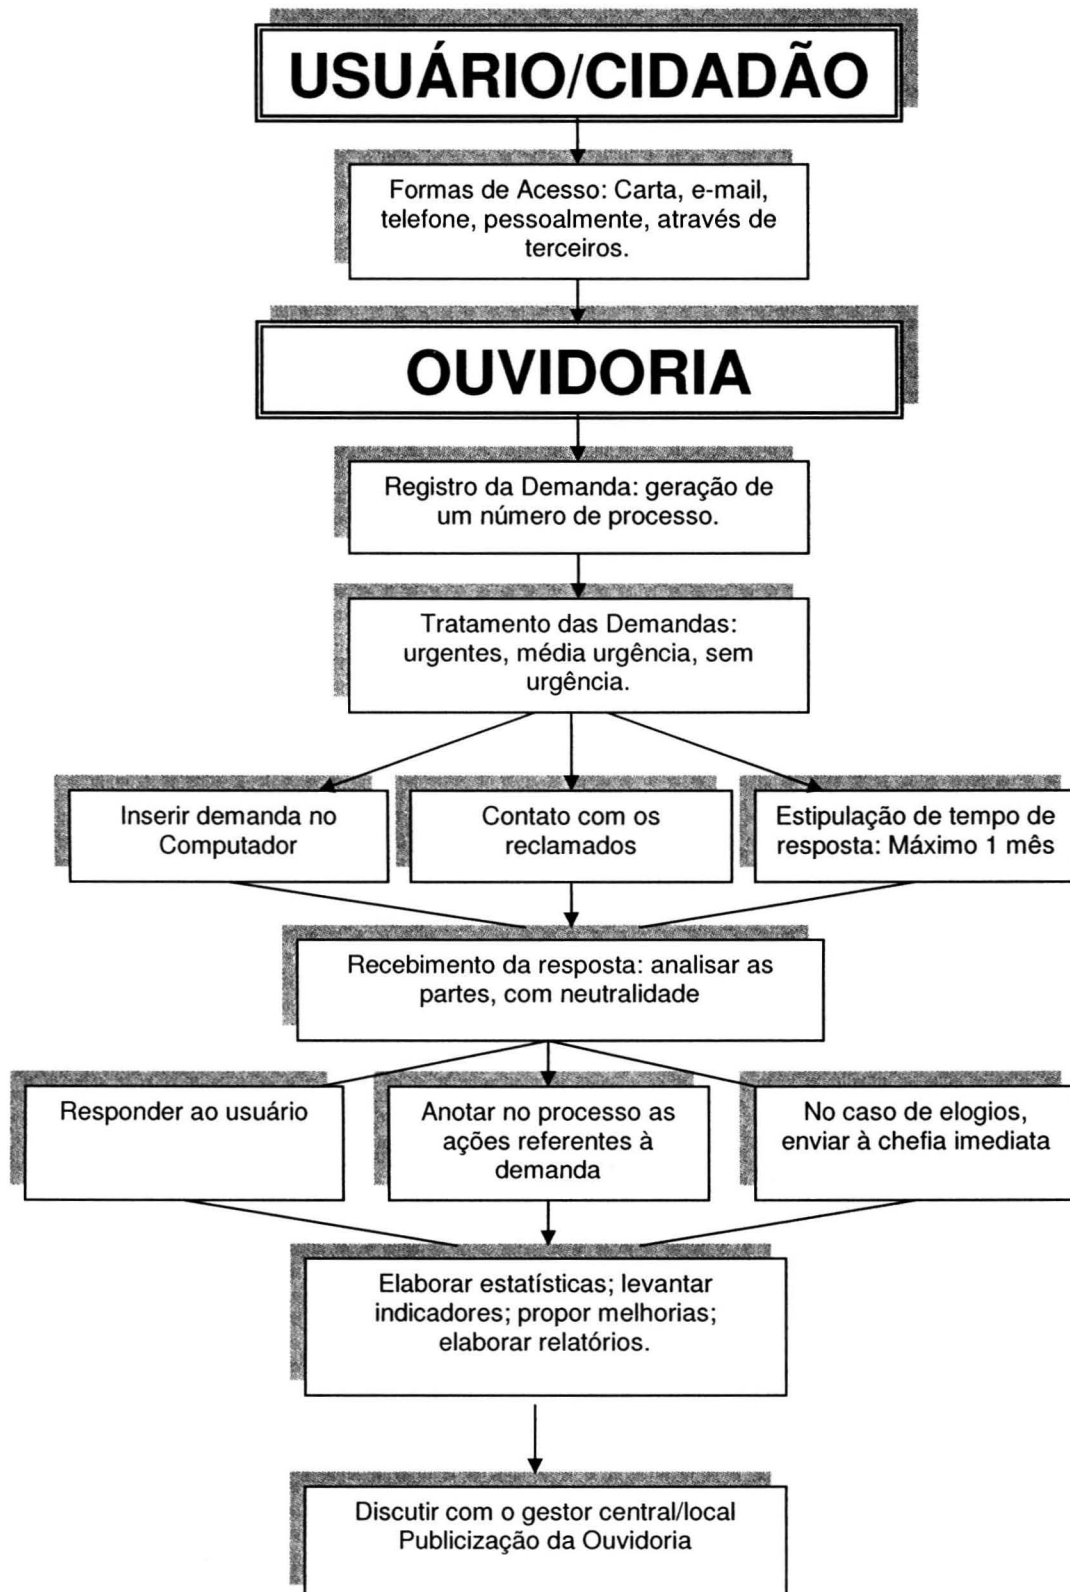 USUÁRIO/CIDADÃO
Formas de Acesso: Carta, e-mail,
telefone, pessoalmente, através de
terceiros.
OUVIDORIA
Registro da Demanda: geração de
um número de processo.
Tratamento das Demandas:
urgentes, média urgência, sem
urgência.
Inserir demanda no
Computador
Contato com os
reclamados
Estipulação de tempo de
resposta: Máximo 1 mês
Recebimento da resposta: analisar as
partes, com neutralidade
Responder ao usuário
Anotar no processo as
ações referentes à
demanda
No caso de elogios,
enviar à chefia imediata
Elaborar estatísticas; levantar
indicadores; propor melhorias;
elaborar relatórios.
Discutir com o gestor central/local
Publicização da Ouvidoria